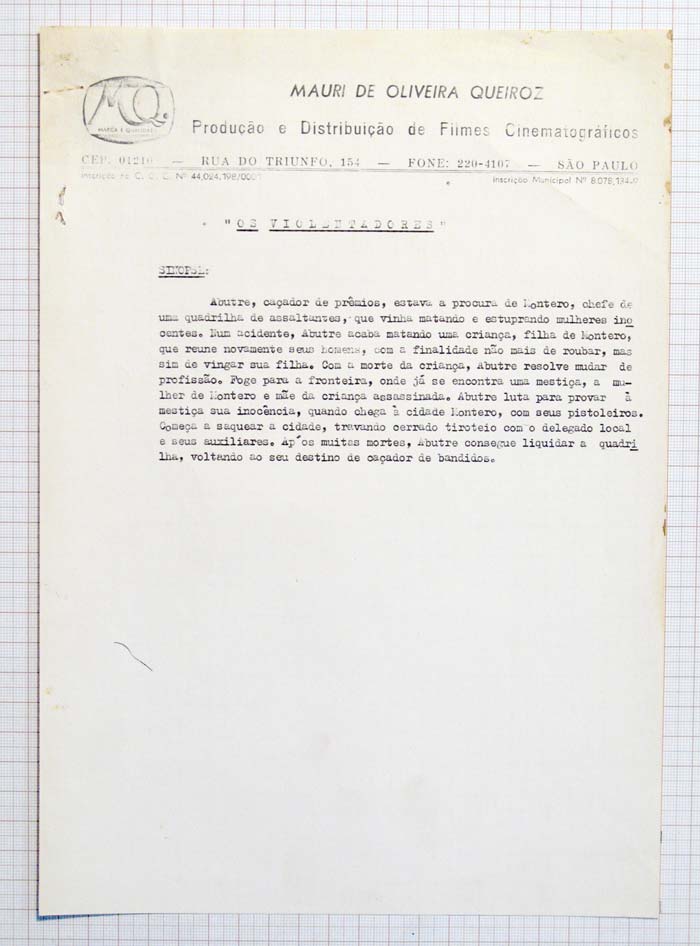 MQ.
MARCA E QUALIDADE
MAURI DE OLIVEIRA QUEIROZ
Produção e Distribuição de Filmes Cinematográficos
CEP. 01210 — RUA DO TRIUNFO, 154 — FONE: 220-4107 — SÃO PAULO
Inscrição no C. G. C. Nº 44,024,198/000 Inscrição Municipal Nº 8.078,134-9
"OS VIOLENTADORES"
SINOPSE:
Abutre, caçador de prêmios, estava a procura de Montero, chefe de
uma quadrilha de assaltantes, que vinha matando e estuprando mulheres ino
centes. Num acidente, Abutre acaba matando uma criança, filha de Montero,
que reune novamente seus homens, com a finalidade não mais de roubar, mas
sim de vingar sua filha. Com a morte da criança, Abutre resolve mudar de
profissão. Foge para a fronteira, onde já se encontra uma mestiça, a mu-
lher de Montero e mãe da criança assassinada. Abutre luta para provar à
mestiça sua inocência, quando chega à cidade Montero, com seus pistoleiros.
Começa a saquear a cidade, travando cerrado tiroteio com o delegado local
e seus auxiliares. Ap'os muitas mortes, Abutre consegue liquidar a quadri
lha, voltando ao seu destino de caçador de bandidos.